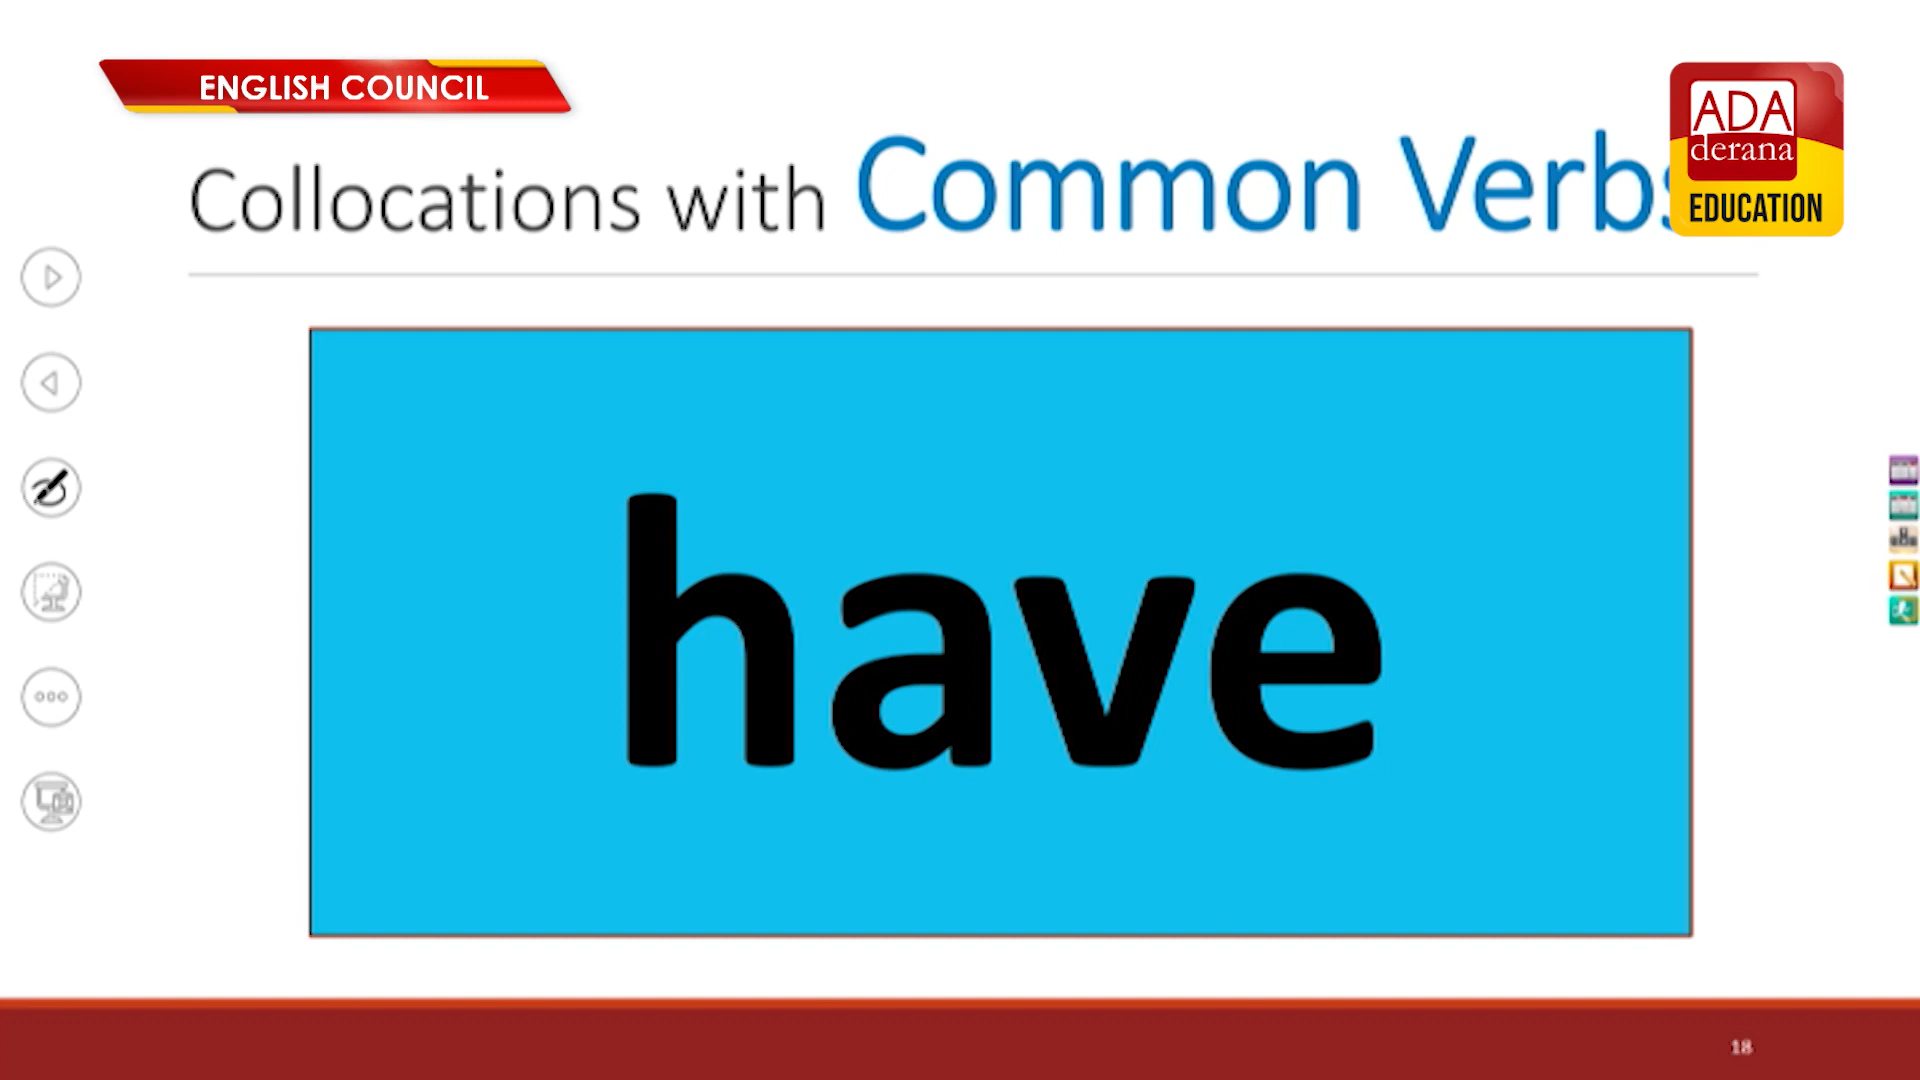 ENGLISH COUNCIL
ADA
derana
EDUCATION
Collocations with Common Verbs
have
18